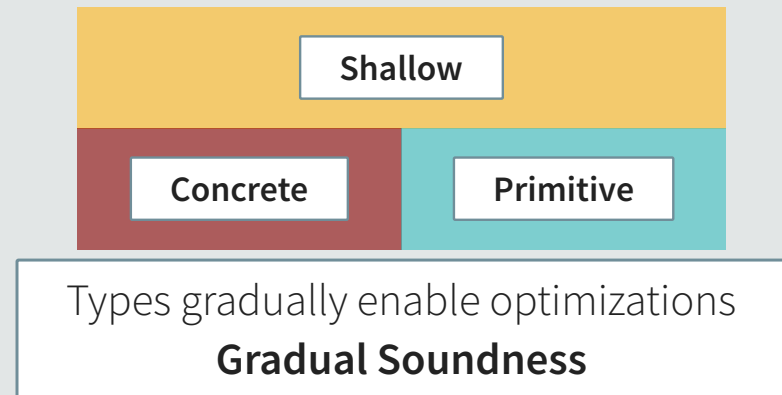 Shallow
Concrete Primitive
Types gradually enable optimizations
Gradual Soundness